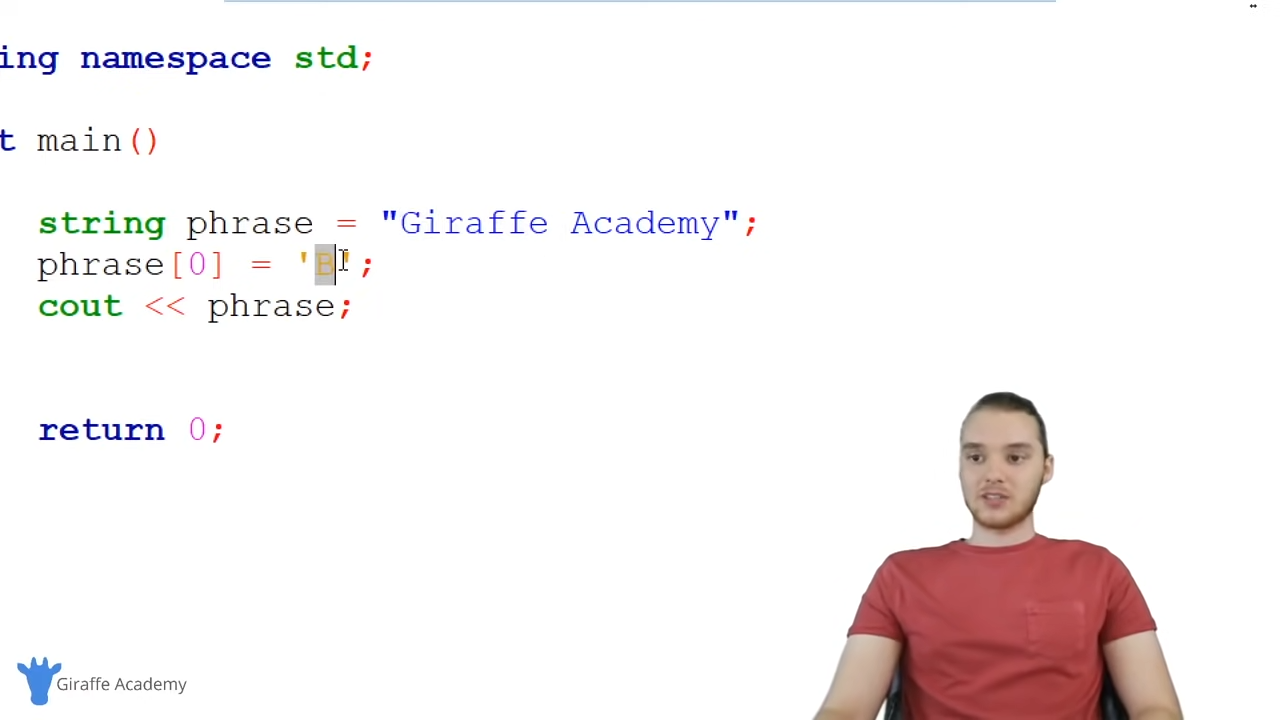 ing namespace std;
t main()
string phrase = "Giraffe Academy";
phrase[0] = 'B';
cout << phrase;
return 0;
Giraffe Academy